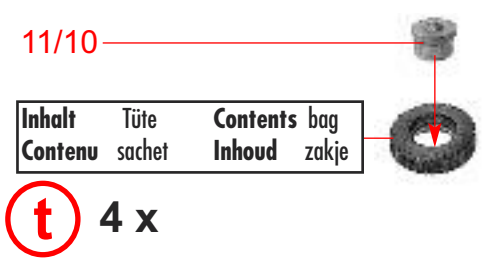 11/10
Inhalt Tüte Contents bag
Contenu sachet Inhoud zakje
t 4 x